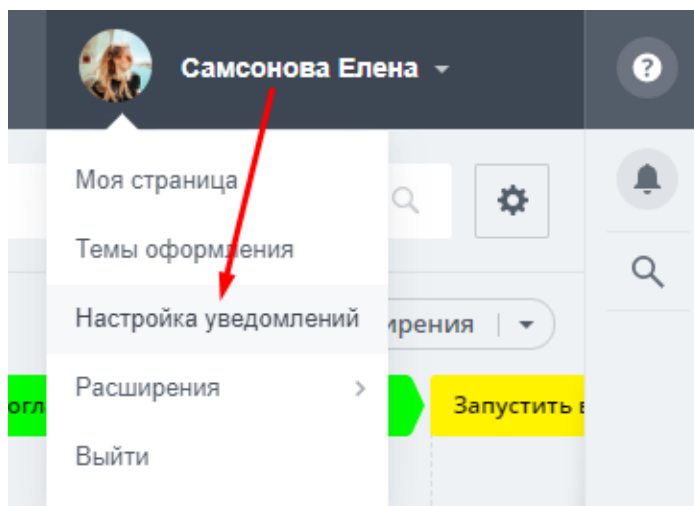 Самсонова Елена
?
Моя страница
Темы оформления
Настройка уведомлений
Расширения
Запустить
Выйти